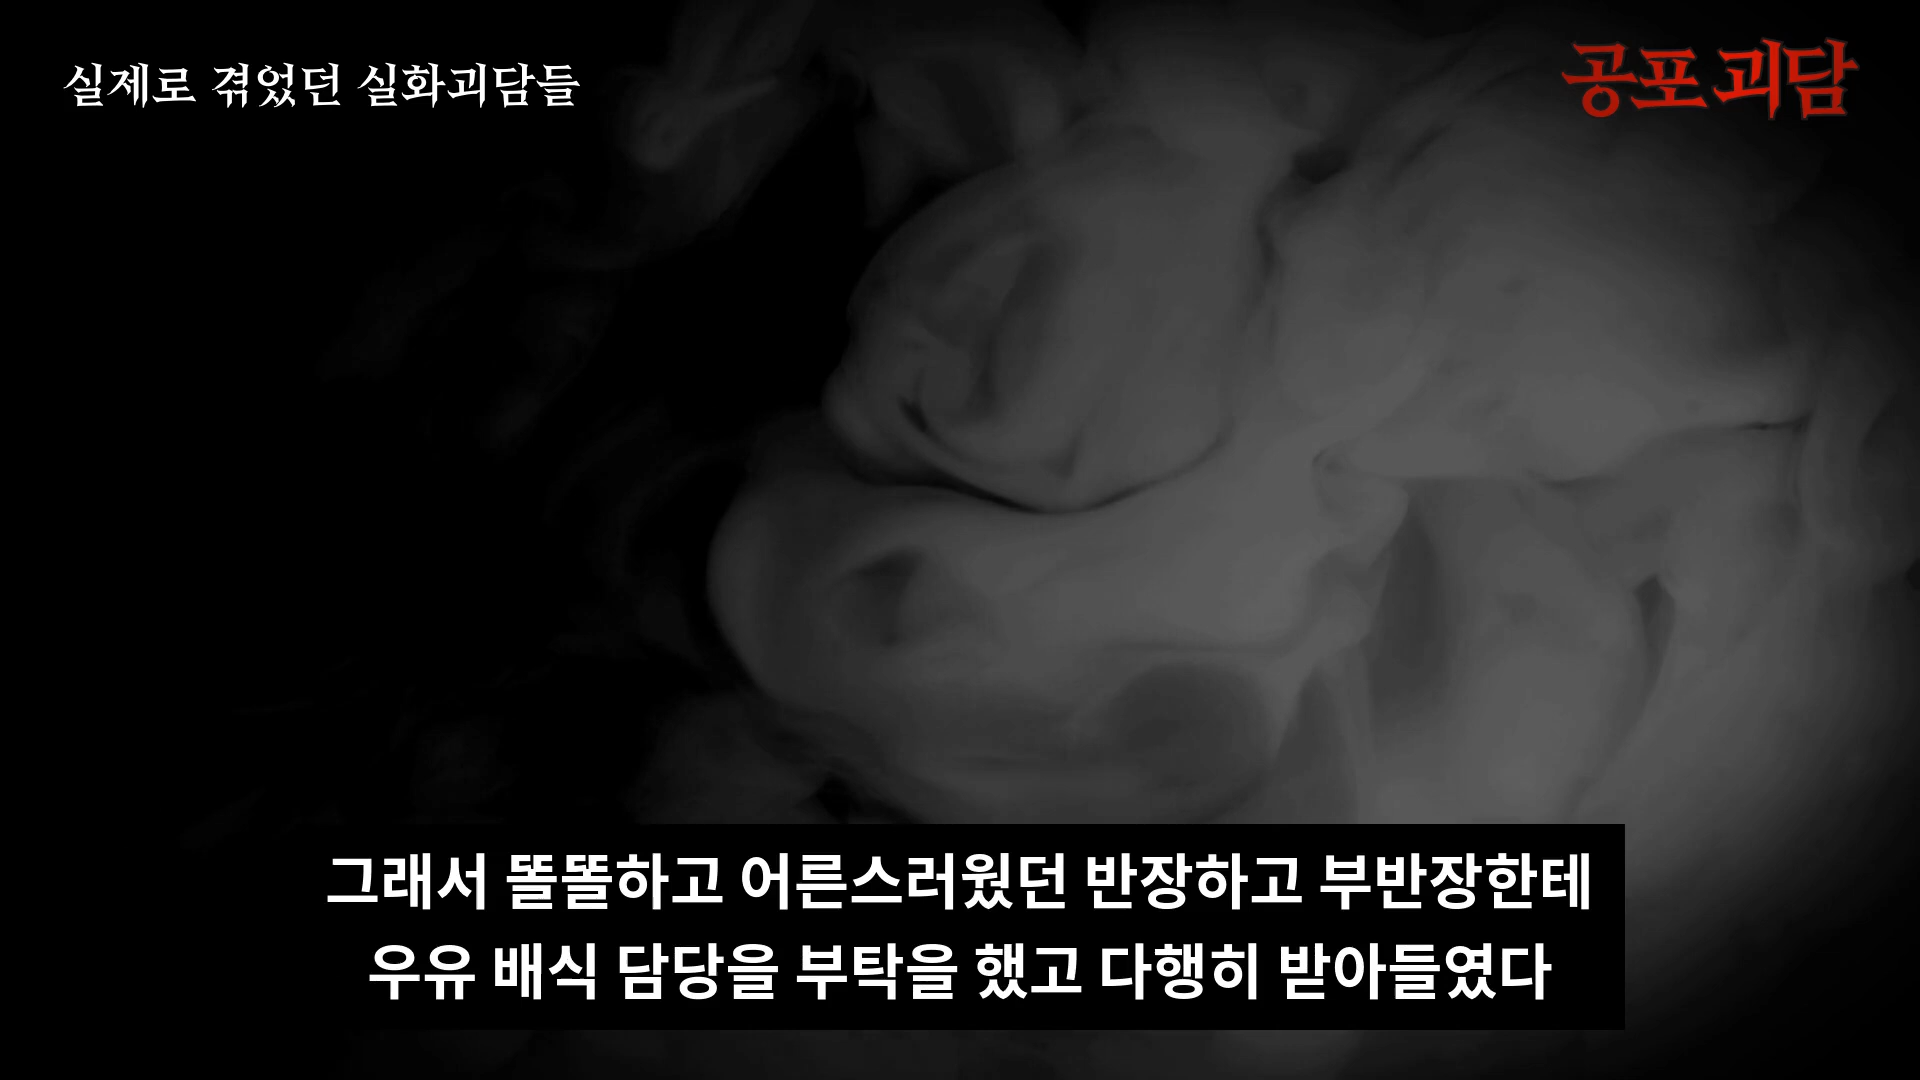 실제로 겪었던 실화괴담들
공포 괴담
그래서 똘똘하고 어른스러웠던 반장하고 부반장한테
우유 배식 담당을 부탁을 했고 다행히 받아들였다